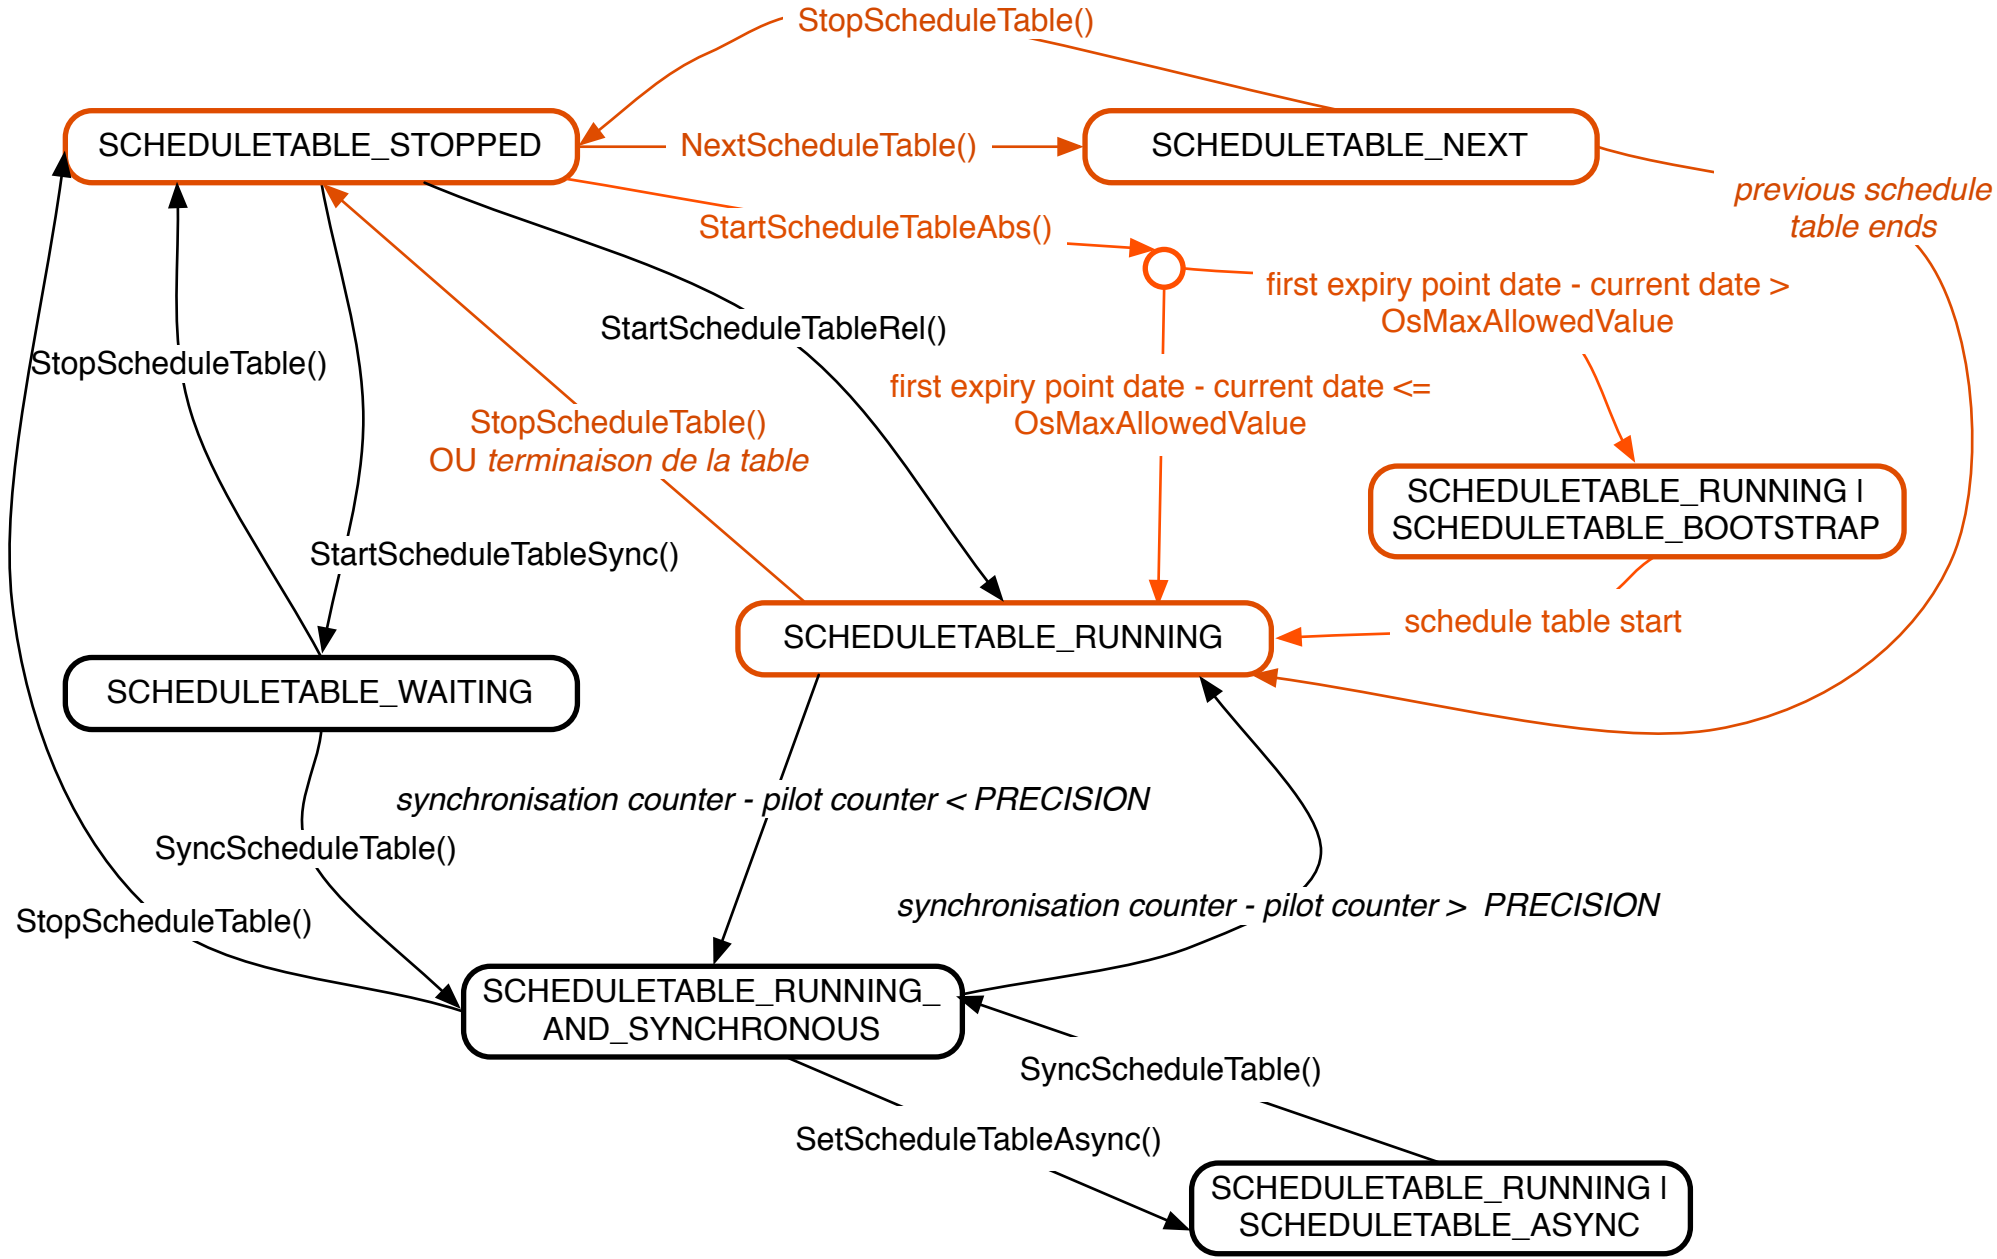 StopScheduleTable()
SCHEDULETABLE_STOPPED
NextScheduleTable()
SCHEDULETABLE_NEXT
previous schedule
table ends
StartScheduleTableAbs()
first expiry point date - current date >
OsMaxAllowedValue
StartScheduleTableRel()
StopScheduleTable()
first expiry point date - current date <=
OsMaxAllowedValue
StopScheduleTable()
OU terminaison de la table
SCHEDULETABLE_RUNNING |
SCHEDULETABLE_BOOTSTRAP
StartScheduleTableSync()
schedule table start
SCHEDULETABLE_RUNNING
SCHEDULETABLE_WAITING
synchronisation counter - pilot counter < PRECISION
SyncScheduleTable()
synchronisation counter - pilot counter >  PRECISION
StopScheduleTable()
SCHEDULETABLE_RUNNING_
AND_SYNCHRONOUS
SyncScheduleTable()
SetScheduleTableAsync()
SCHEDULETABLE_RUNNING |
SCHEDULETABLE_ASYNC